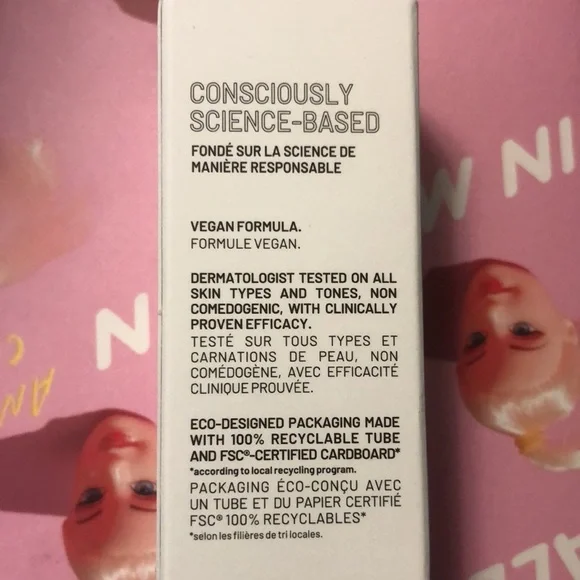 CONSCIOUSLY
SCIENCE-BASED
FONDÉ SUR LA SCIENCE DE
MANIÈRE RESPONSABLE
VEGAN FORMULA.
FORMULE VEGAN.
DERMATOLOGIST TESTED ON ALL
SKIN TYPES AND TONES, NON
COMEDOGENIC, WITH CLINICALLY
PROVEN EFFICACY.
TESTÉ SUR TOUS TYPES ET
CARNATIONS DE PEAU, NON
COMÉDOGÈNE, AVEC EFFICACITÉ
CLINIQUE PROUVÉE.
ECO-DESIGNED PACKAGING MADE
WITH 100% RECYCLABLE TUBE
AND FSC®-CERTIFIED CARDBOARD*
*according to local recycling program.
PACKAGING ÉCO-CONÇU AVEC
UN TUBE ET DU PAPIER CERTIFIÉ
FSC® 100% RECYCLABLES*
*selon les filières de tri locales.